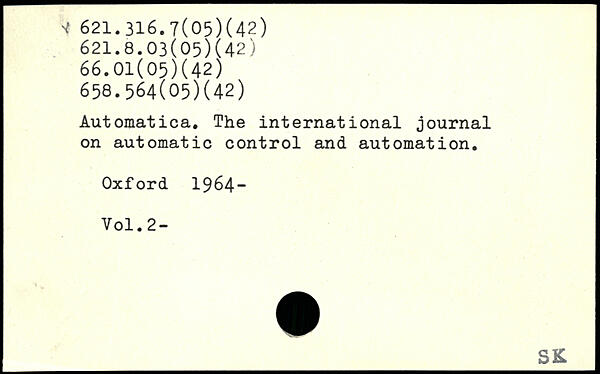 621.316.7(05)(42)
621.8.03(05)(42)
66.01(05)(42)
658.564(05)(42)
Automatica. The international journal
on automatic control and automation.
Oxford 1964-
Vol.2-
SK